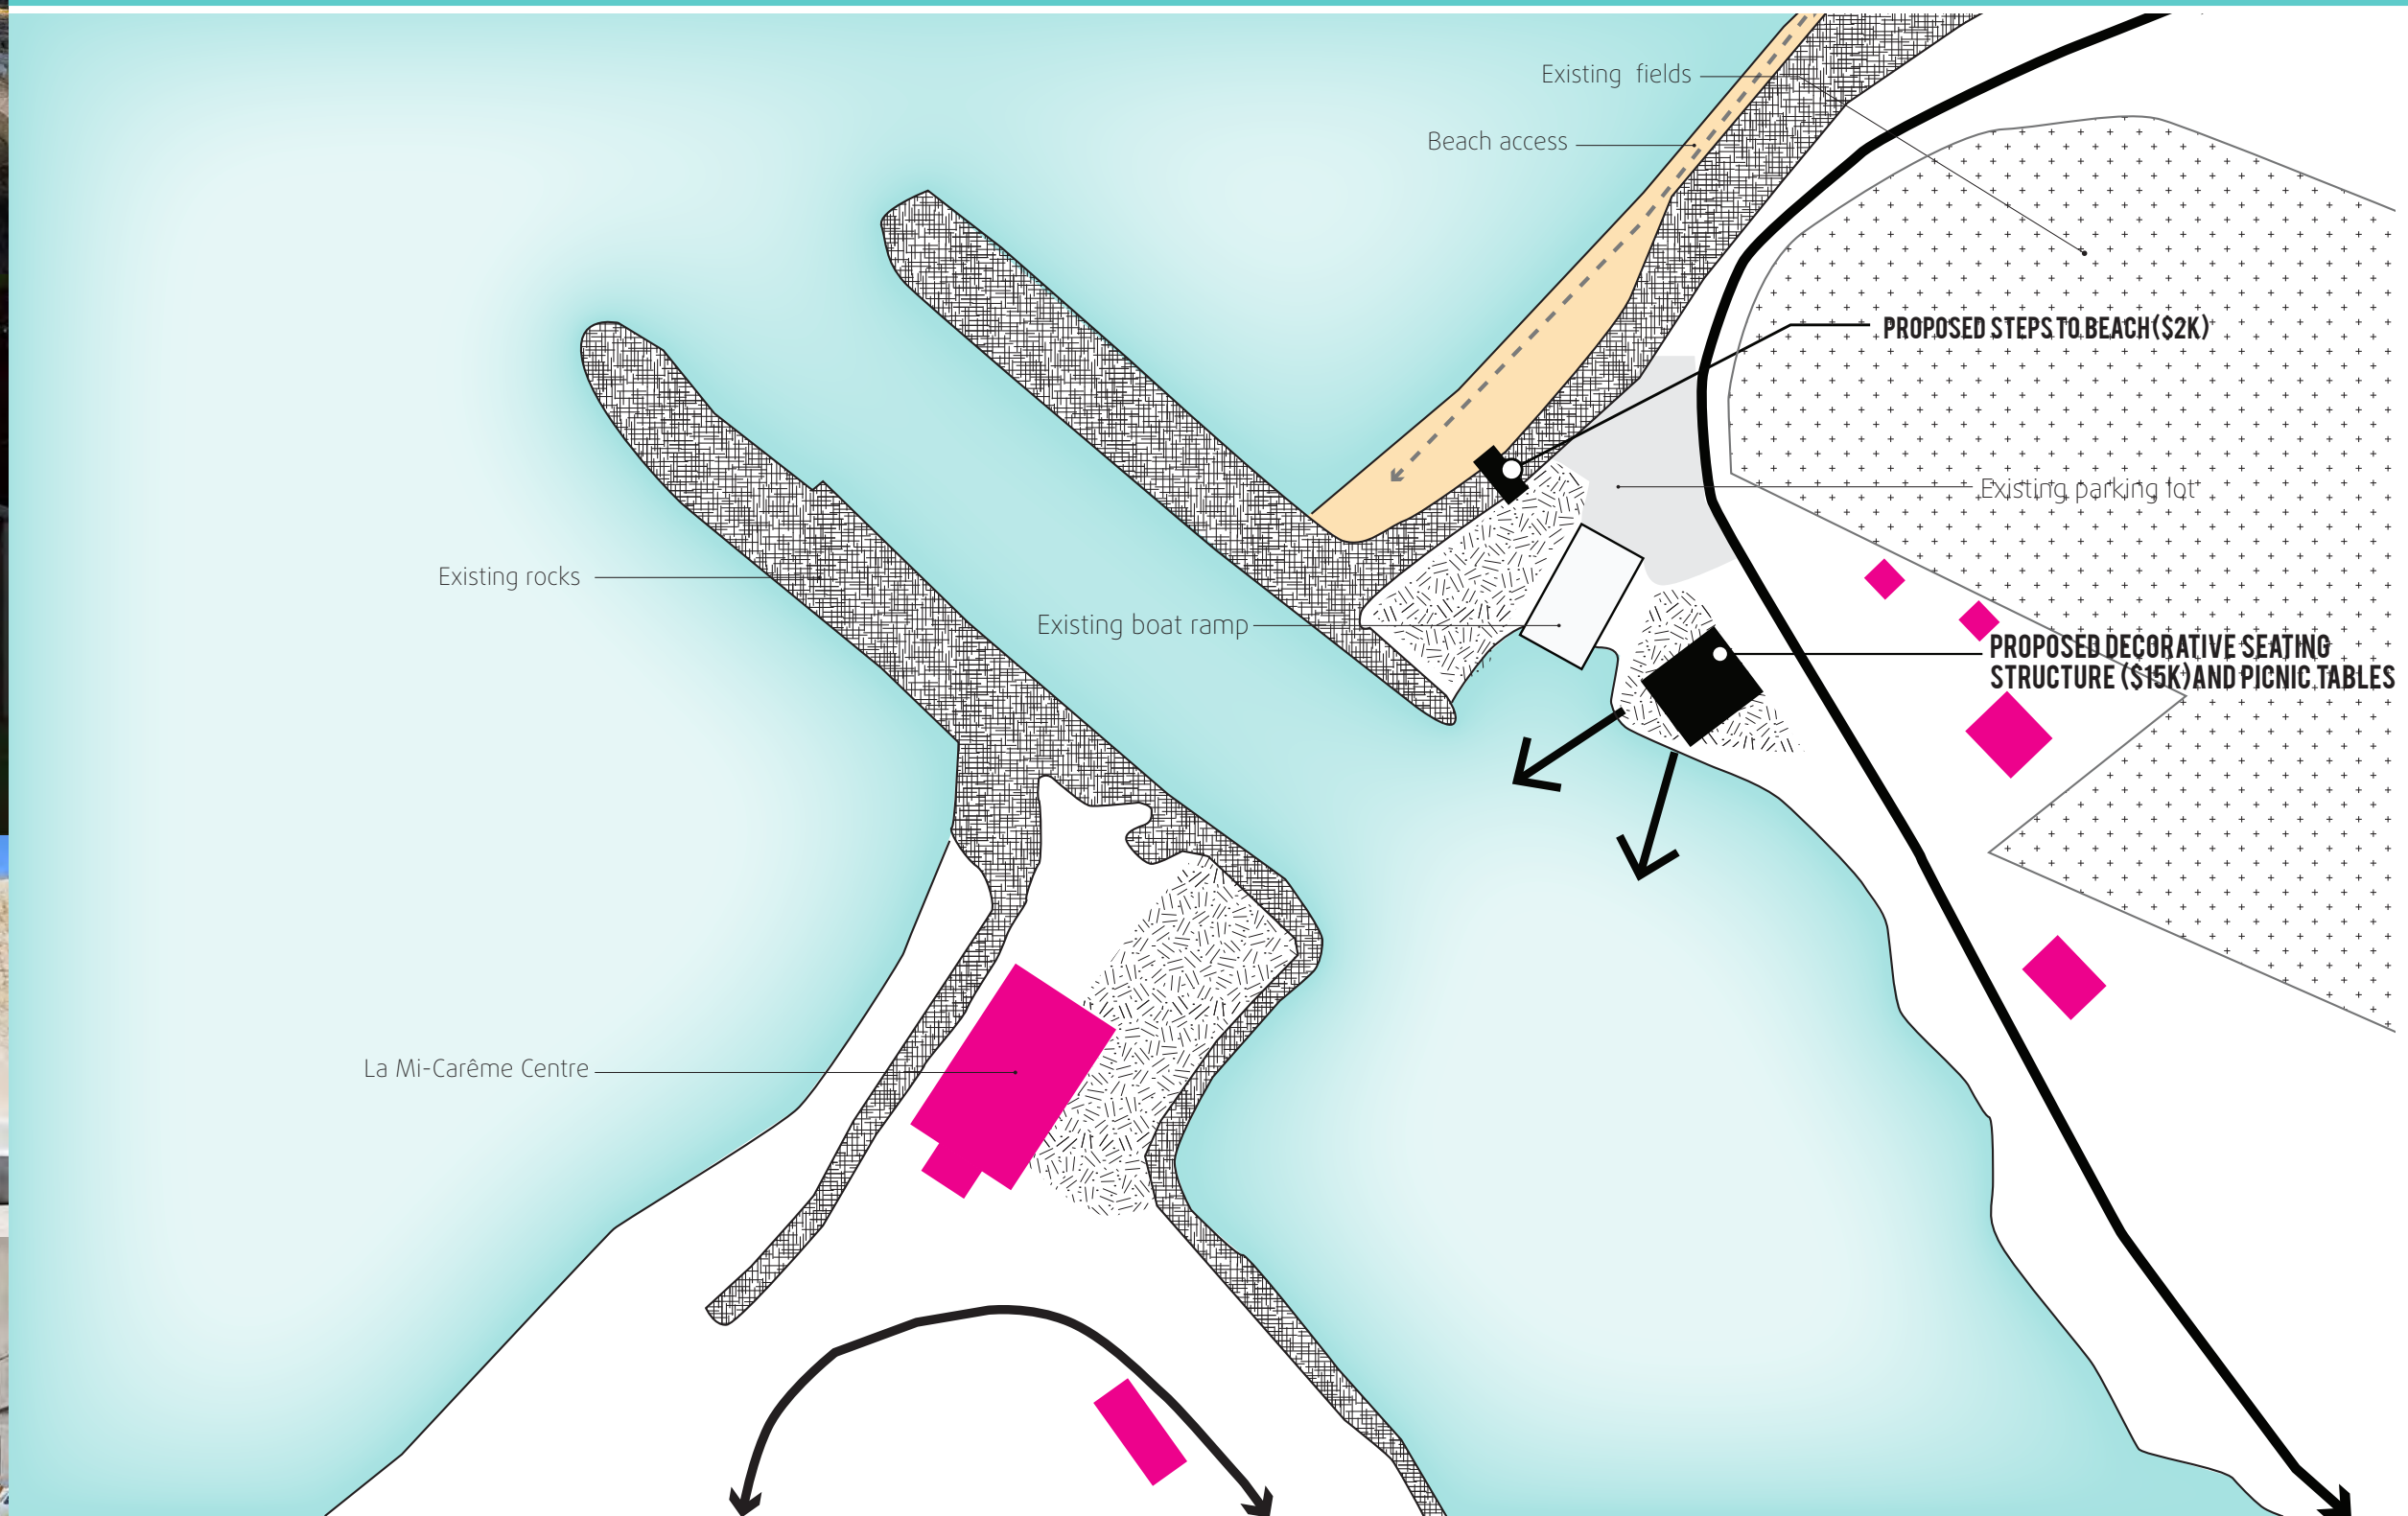 Existing fields
Beach access
PROPOSED STEPS TO BEACH ($2K)
Existing parking lot
Existing rocks
Existing boat ramp
PROPOSED DECORATIVE SEATING
STRUCTURE ($15K) AND PICNIC TABLES
La Mi-Carême Centre